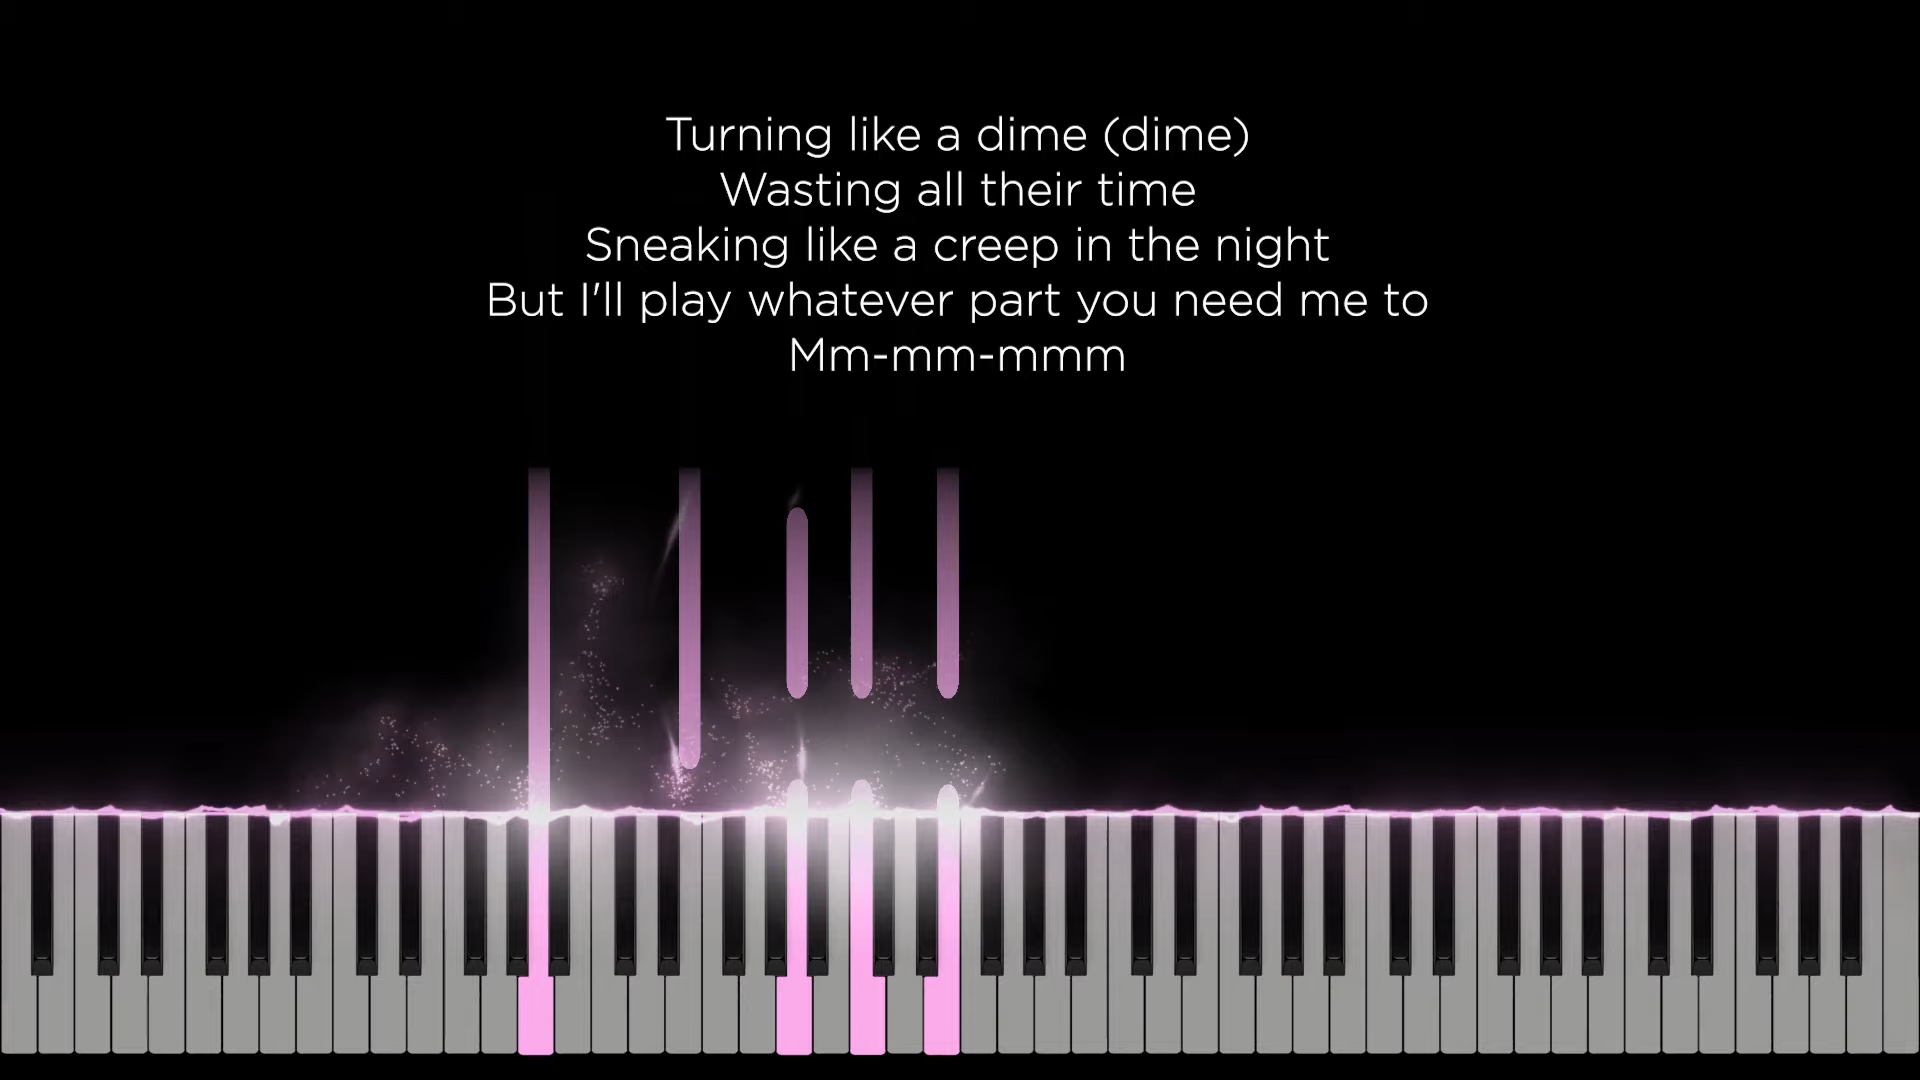 Turning like a dime (dime)
Wasting all their time
Sneaking like a creep in the night
But I'll play whatever part you need me to
Mm-mm-mmm